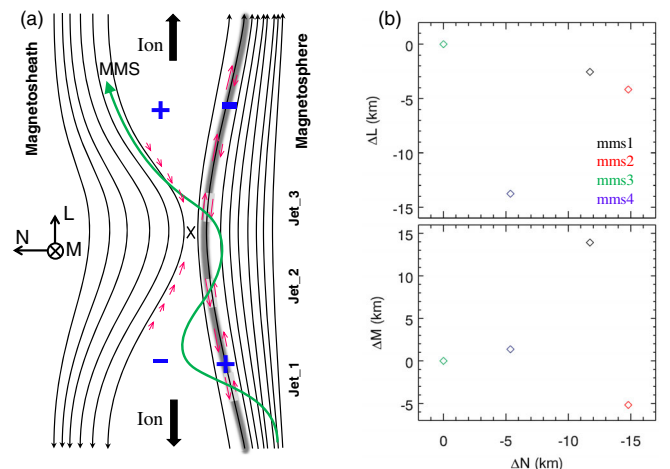 (a)
Ion
MMS
Magnetosheath
Magnetosphere
+
−
L
N
M
X
Jet_3
Jet_2
Jet_1
−
+
Ion
(b)
0
-5
-10
-15
ΔL (km)
mms1
mms2
mms3
mms4
15
10
5
0
-5
ΔM (km)
0
-5
-10
-15
ΔN (km)